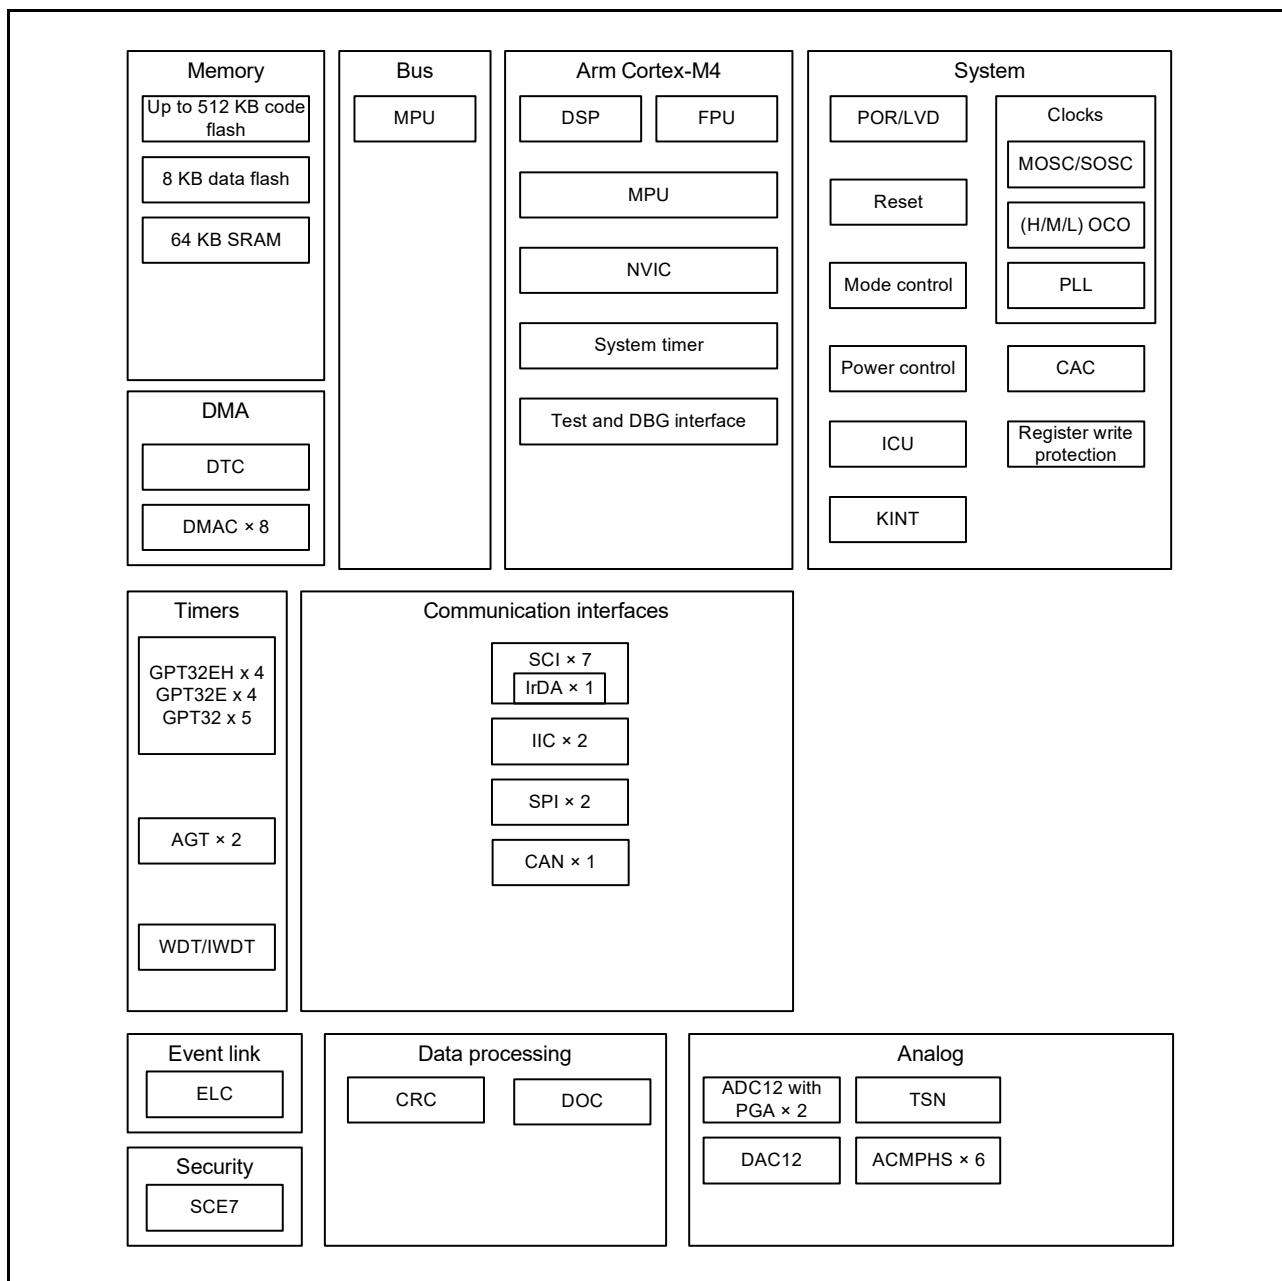 Memory
Up to 512 KB code
flash
8 KB data flash
64 KB SRAM
Bus
MPU
Arm Cortex-M4
DSP
FPU
MPU
NVIC
System timer
Test and DBG interface
System
POR/LVD
Reset
Mode control
Power control
ICU
KINT
Clocks
MOSC/SOSC
(H/M/L) OCO
PLL
CAC
Register write
protection
DMA
DTC
DMAC × 8
Timers
GPT32EH x 4
GPT32E x 4
GPT32 x 5
AGT × 2
WDT/IWDT
Communication interfaces
SCI × 7
IrDA × 1
IIC × 2
SPI × 2
CAN × 1
Event link
ELC
Security
SCE7
Data processing
CRC
DOC
Analog
ADC12 with
PGA × 2
TSN
DAC12
ACMPHS × 6